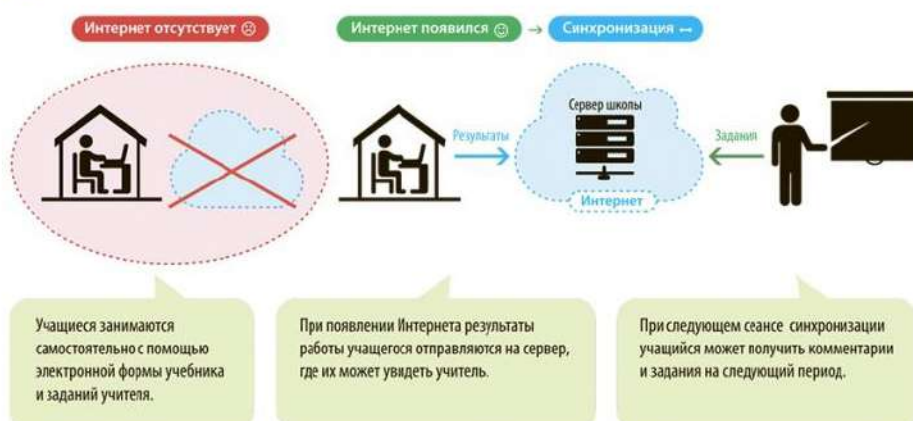 Интернет отсутствует ☹
Интернет появился ☺ → Синхронизация ↔
Сервер школы
Результаты
Задания
Интернет
Учащиеся занимаются
самостоятельно с помощью
электронной формы учебника
и заданий учителя.
При появлении Интернета результаты
работы учащегося отправляются на сервер,
где их может увидеть учитель.
При следующем сеансе синхронизации
учащийся может получить комментарии
и задания на следующий период.